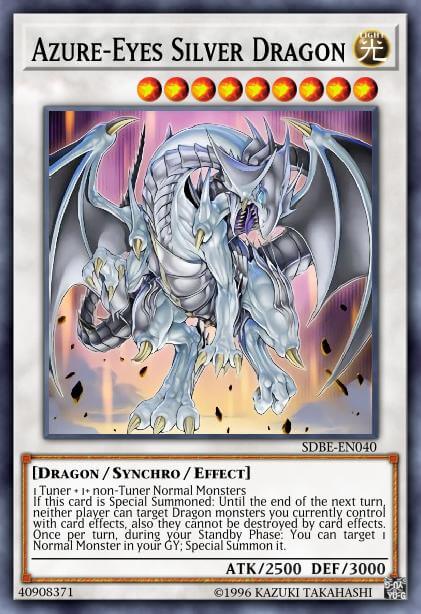 Azure-Eyes Silver Dragon
LIGHT
光
SDBE-EN040
[Dragon / Synchro / Effect]
1 Tuner + 1+ non-Tuner Normal Monsters
If this card is Special Summoned: Until the end of the next turn,
neither player can target Dragon monsters you currently control
with card effects, also they cannot be destroyed by card effects.
Once per turn, during your Standby Phase: You can target 1
Normal Monster in your GY; Special Summon it.
ATK/2500 DEF/3000
40908371
©1996 KAZUKI TAKAHASHI